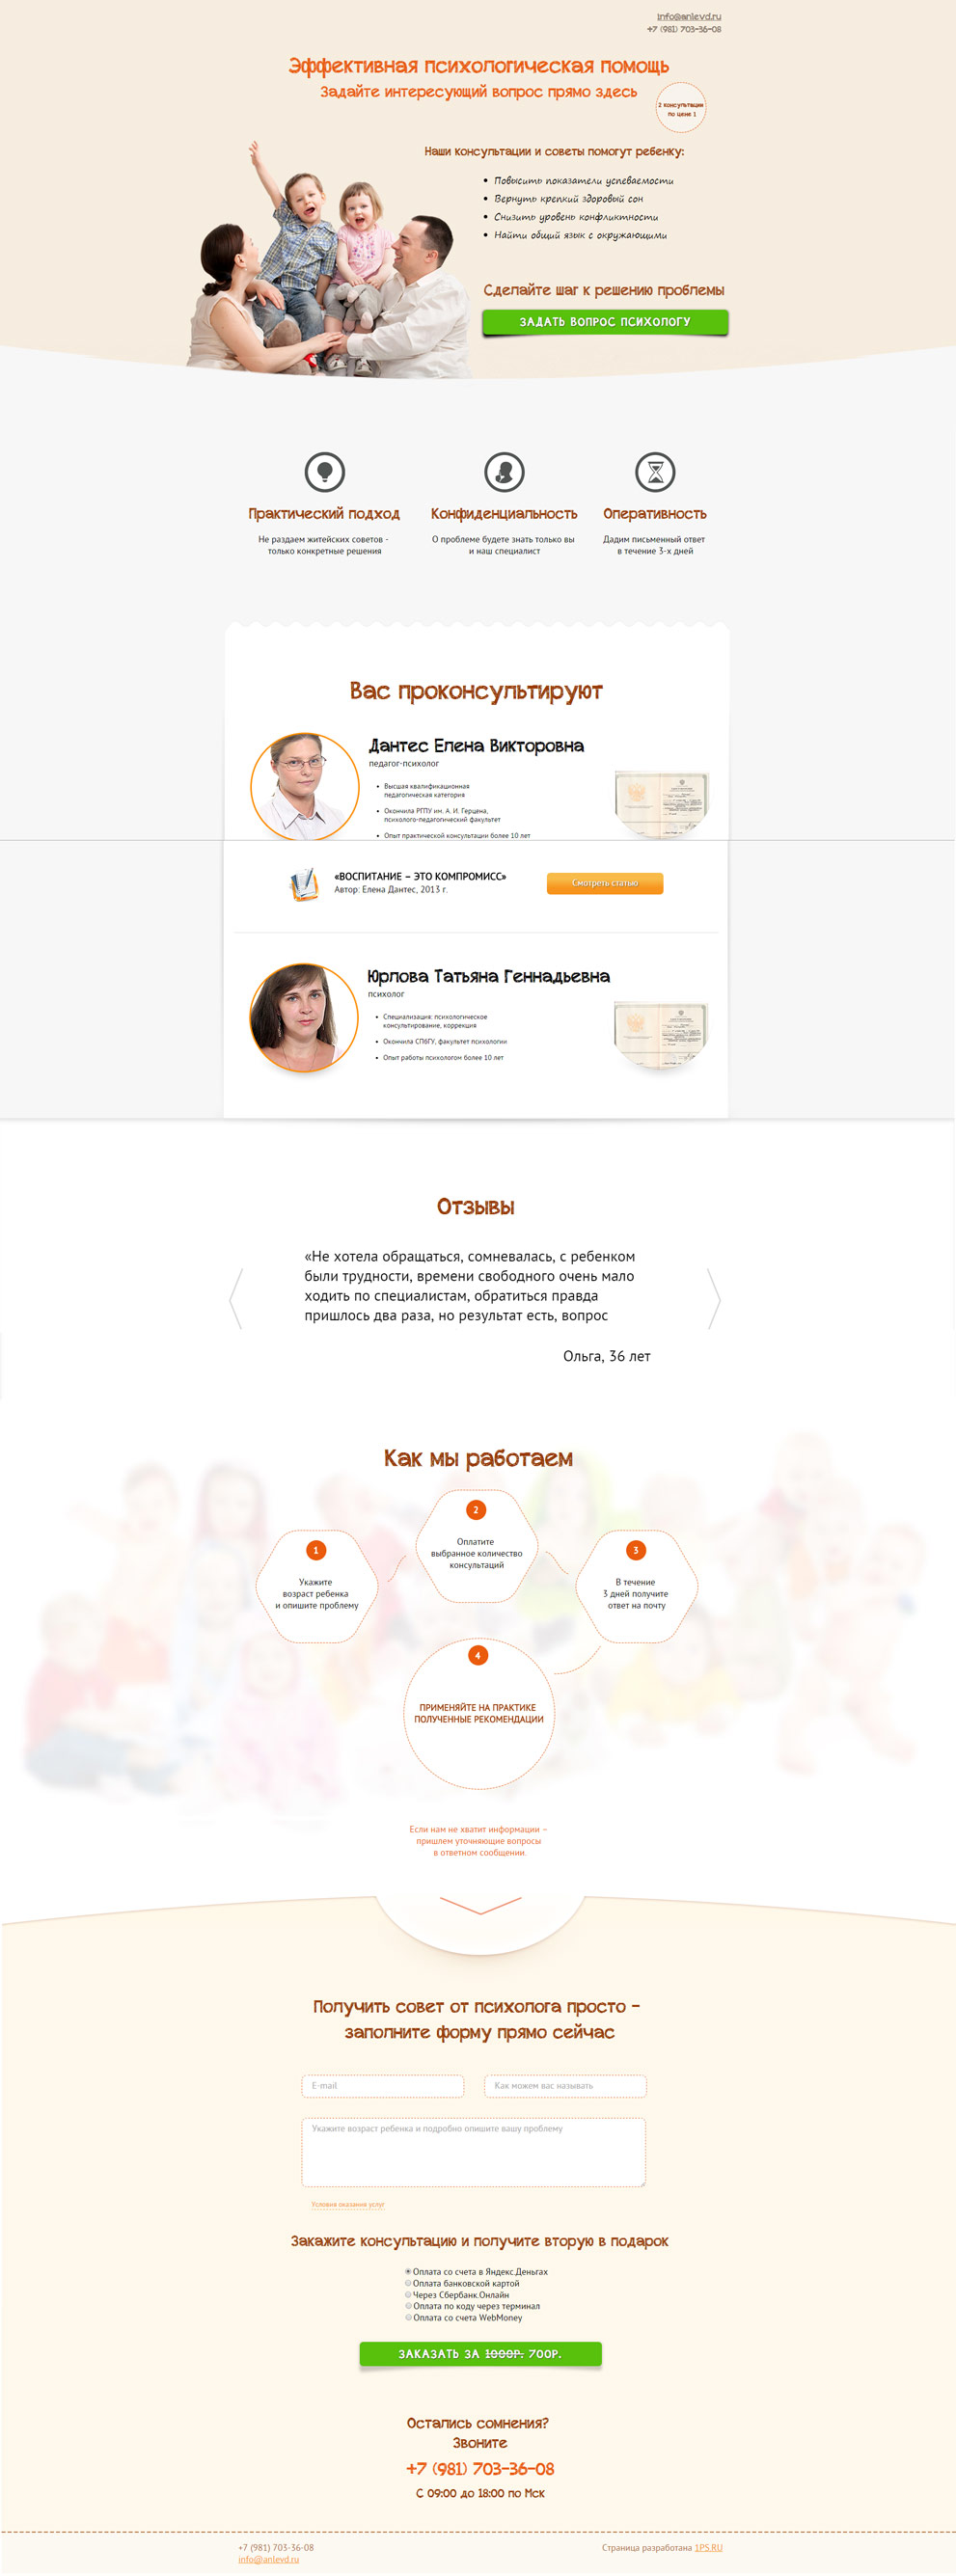 info@anlevd.ru
+7 (981) 703-36-08
Эффективная психологическая помощь
Задайте интересующий вопрос прямо здесь
2 консультации
по цене 1
Наши консультации и советы помогут ребенку:
Повысить показатели успеваемости
Вернуть крепкий здоровый сон
Снизить уровень конфликтности
Найти общий язык с окружающими
Сделайте шаг к решению проблемы
ЗАДАТЬ ВОПРОС ПСИХОЛОГУ
Практический подход
Не раздаем житейских советов -
только конкретные решения
Конфиденциальность
О проблеме будете знать только вы
и наш специалист
Оперативность
Дадим письменный ответ
в течение 3-х дней
Вас проконсультируют
Дантес Елена Викторовна
педагог-психолог
Высшая квалификационная
педагогическая категория
Окончила РГПУ им. А. И. Герцена,
психолого-педагогический факультет
Опыт практической консультации более 10 лет
«ВОСПИТАНИЕ – ЭТО КОМПРОМИСС»
Автор: Елена Дантес, 2013 г.
Смотреть статью
Юрлова Татьяна Геннадьевна
психолог
Специализация: психологическое
консультирование, коррекция
Окончила СПбГУ, факультет психологии
Опыт работы психологом более 10 лет
Отзывы
«Не хотела обращаться, сомневалась, с ребенком
были трудности, времени свободного очень мало
ходить по специалистам, обратиться правда
пришлось два раза, но результат есть, вопрос
Ольга, 36 лет
Как мы работаем
1
Укажите
возраст ребенка
и опишите проблему
2
Оплатите
выбранное количество
консультаций
3
В течение
3 дней получите
ответ на почту
4
ПРИМЕНЯЙТЕ НА ПРАКТИКЕ
ПОЛУЧЕННЫЕ РЕКОМЕНДАЦИИ
Если нам не хватит информации –
пришлем уточняющие вопросы
в ответном сообщении.
Получить совет от психолога просто -
заполните форму прямо сейчас
E-mail
Как можем вас называть
Укажите возраст ребенка и подробно опишите вашу проблему
Условия оказания услуг
Закажите консультацию и получите вторую в подарок
Оплата со счета в Яндекс.Деньгах
Оплата банковской картой
Через Сбербанк.Онлайн
Оплата по коду через терминал
Оплата со счета WebMoney
ЗАКАЗАТЬ ЗА 1000Р. 700Р.
Остались сомнения?
Звоните
+7 (981) 703-36-08
С 09:00 до 18:00 по Мск
+7 (981) 703-36-08
info@anlevd.ru
Страница разработана 1PS.RU